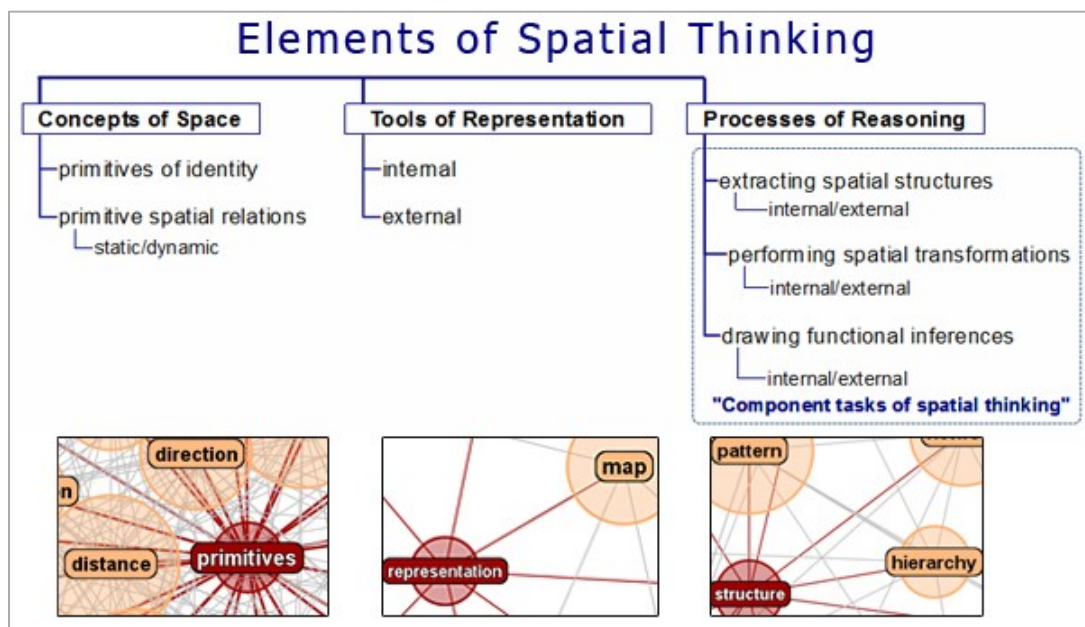 Elements of Spatial Thinking
Concepts of Space
primitives of identity
primitive spatial relations
static/dynamic
Tools of Representation
internal
external
Processes of Reasoning
extracting spatial structures
internal/external
performing spatial transformations
internal/external
drawing functional inferences
internal/external
"Component tasks of spatial thinking"
direction
on
distance
primitives
map
representation
pattern
hierarchy
structure